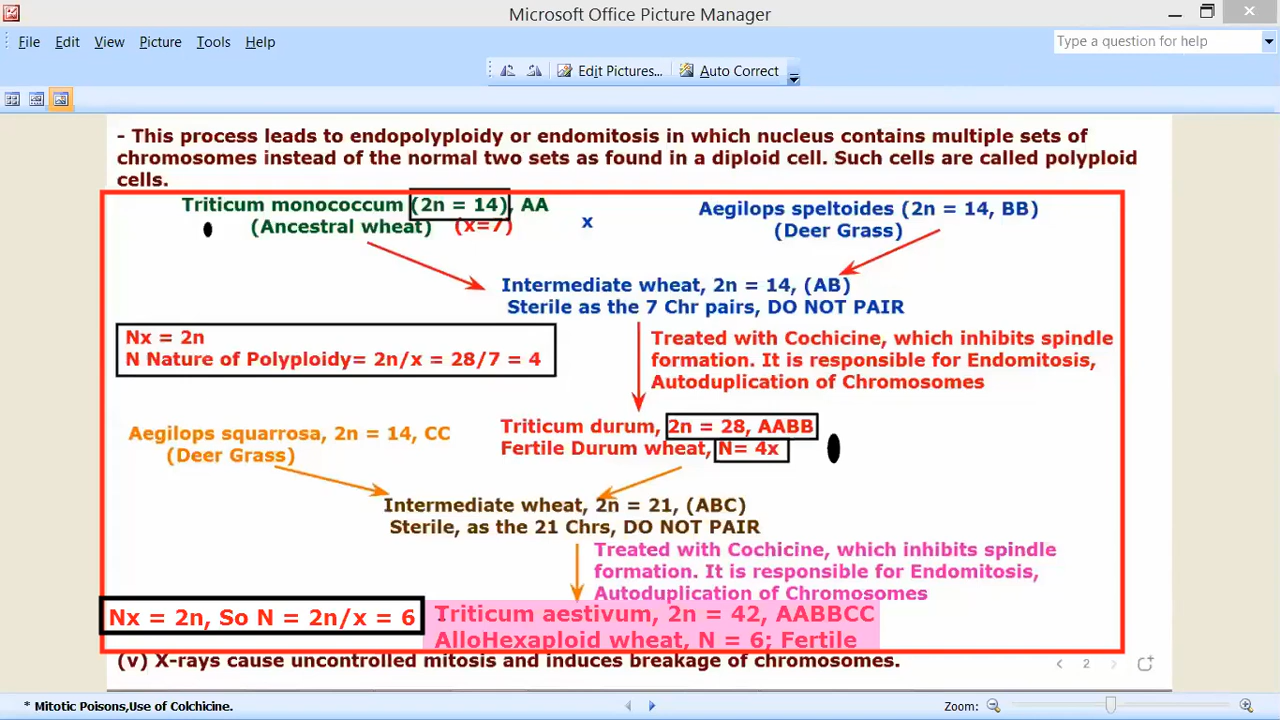 Microsoft Office Picture Manager
File Edit View Picture Tools Help
Type a question for help
Edit Pictures... Auto Correct
- This process leads to endopolyploidy or endomitosis in which nucleus contains multiple sets of
chromosomes instead of the normal two sets as found in a diploid cell. Such cells are called polyploid
cells.
Triticum monococcum (2n = 14), AA
(Ancestral wheat) (x=7)
x
Aegilops speltoides (2n = 14, BB)
(Deer Grass)
Intermediate wheat, 2n = 14, (AB)
Sterile as the 7 Chr pairs, DO NOT PAIR
Nx = 2n
N Nature of Polyploidy= 2n/x = 28/7 = 4
Treated with Cochicine, which inhibits spindle
formation. It is responsible for Endomitosis,
Autoduplication of Chromosomes
Aegilops squarrosa, 2n = 14, CC
(Deer Grass)
Triticum durum, 2n = 28, AABB
Fertile Durum wheat, N= 4x
Intermediate wheat, 2n = 21, (ABC)
Sterile, as the 21 Chrs, DO NOT PAIR
Treated with Cochicine, which inhibits spindle
formation. It is responsible for Endomitosis,
Autoduplication of Chromosomes
Nx = 2n, So N = 2n/x = 6
Triticum aestivum, 2n = 42, AABBCC
AlloHexaploid wheat, N = 6; Fertile
(v) X-rays cause uncontrolled mitosis and induces breakage of chromosomes.
2
* Mitotic Poisons,Use of Colchicine.
Zoom: